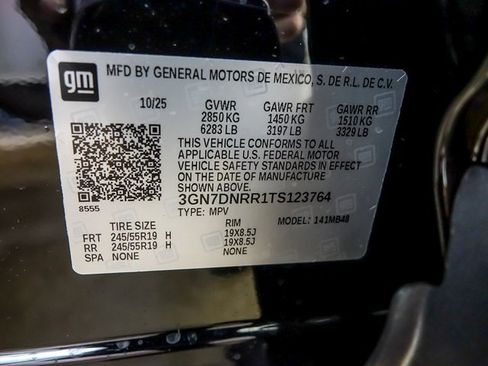 gm
MFD BY GENERAL MOTORS DE MEXICO, S. DE R.L. DE C.V.
10/25 GVWR GAWR FRT GAWR RR
2850 KG 1450 KG 1510 KG
6283 LB 3197 LB 3329 LB
THIS VEHICLE CONFORMS TO ALL
APPLICABLE U.S. FEDERAL MOTOR
VEHICLE SAFETY STANDARDS IN EFFECT
ON THE DATE OF MANUFACTURE
SHOWN ABOVE.
8555 3GN7DNRR1TS123764
TYPE: MPV MODEL: 141MB48
TIRE SIZE RIM
FRT 245/55R19 H 19X8.5J
RR 245/55R19 H 19X8.5J
SPA NONE NONE